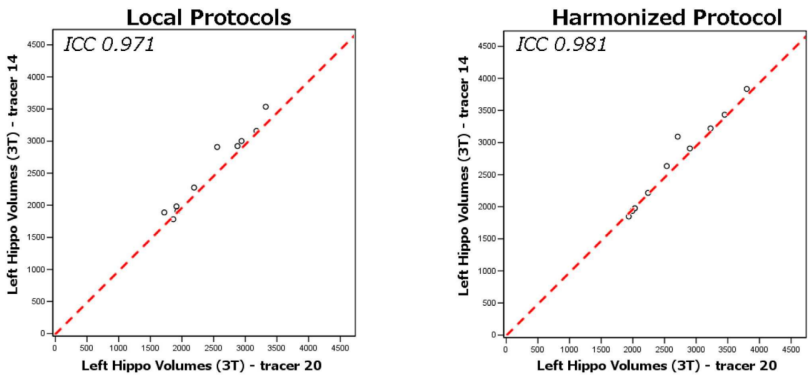 Local Protocols
ICC 0.971
Left Hippo Volumes (3T) - tracer 14
4500
4000
3500
3000
2500
2000
1500
1000
500
0
0 500 1000 1500 2000 2500 3000 3500 4000 4500
Left Hippo Volumes (3T) - tracer 20
Harmonized Protocol
ICC 0.981
Left Hippo Volumes (3T) - tracer 14
4500
4000
3500
3000
2500
2000
1500
1000
500
0
0 500 1000 1500 2000 2500 3000 3500 4000 4500
Left Hippo Volumes (3T) - tracer 20